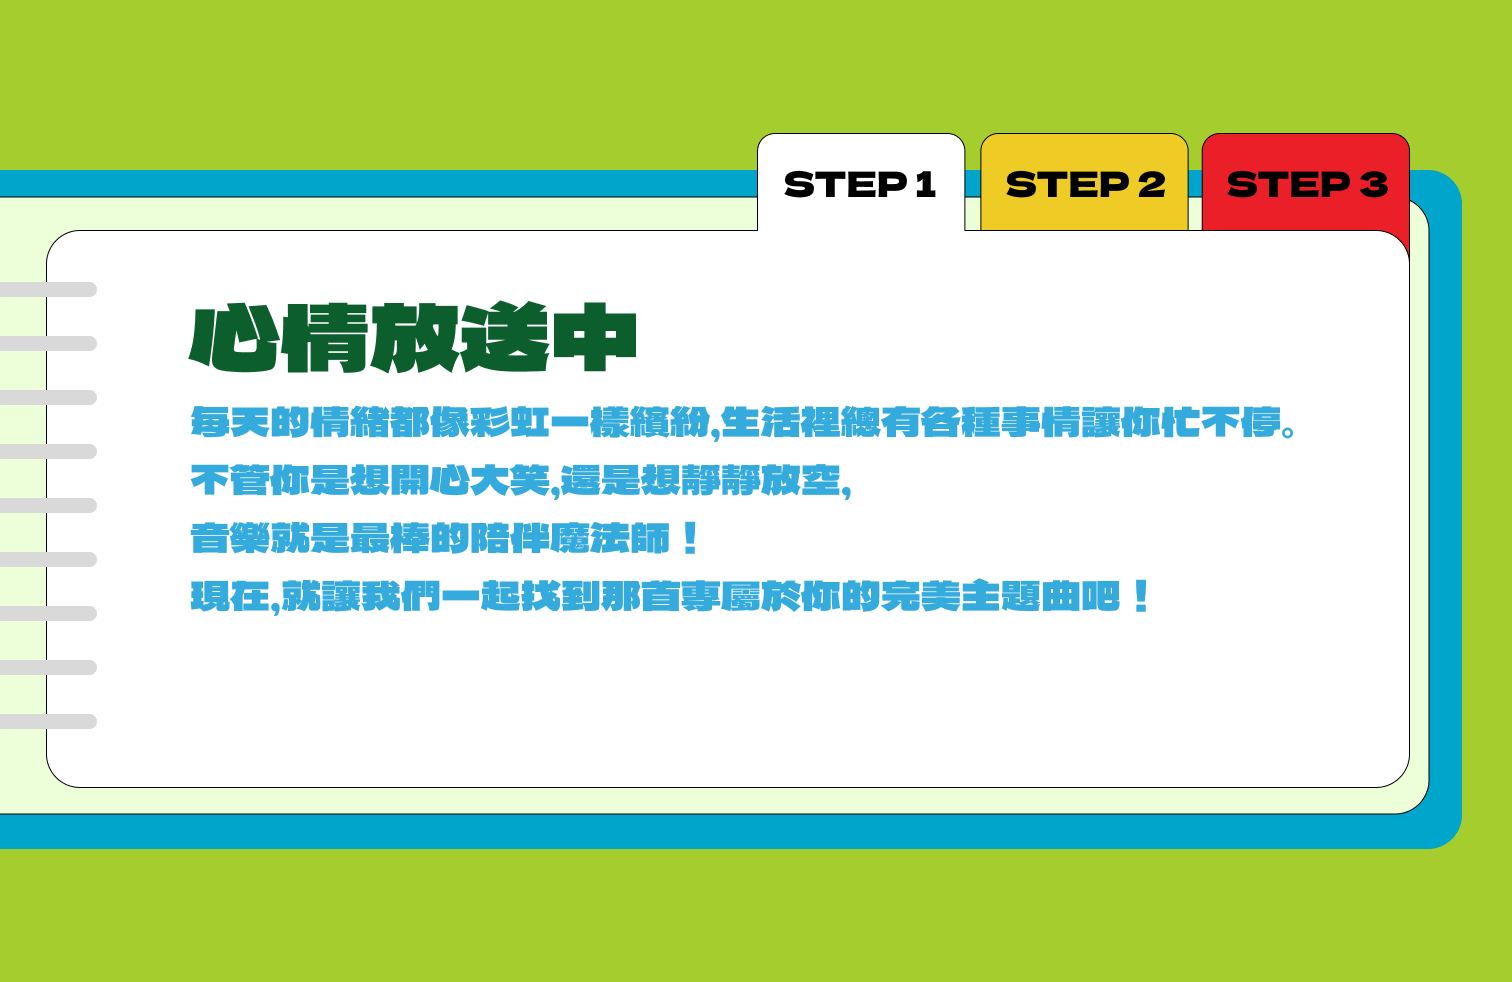 STEP 1
STEP 2
STEP 3
心情放送中
每天的情緒都像彩虹一樣繽紛,生活裡總有各種事情讓你忙不停。
不管你是想開心大笑,還是想靜靜放空,
音樂就是最棒的陪伴魔法師！
現在,就讓我們一起找到那首專屬於你的完美主題曲吧！